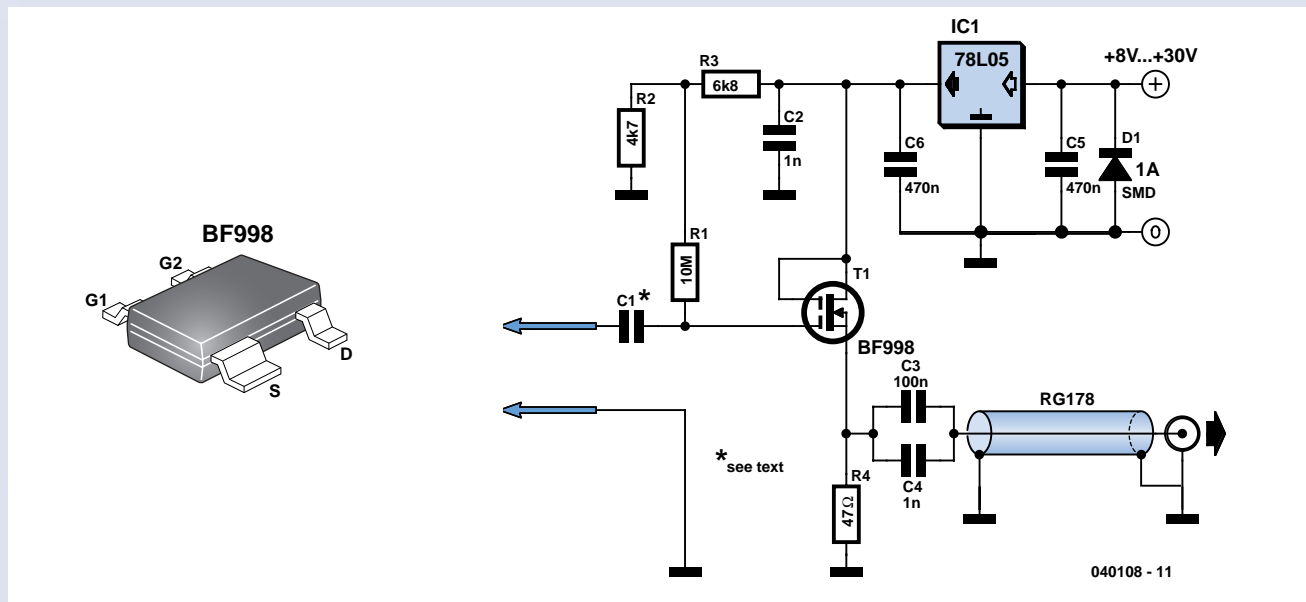 IC1
78L05
+8V...+30V
R3
6k8
R2
4k7
C2
1n
C6
470n
C5
470n
D1
1A
SMD
0
BF998
G2
G1
D
S
R1
10M
C1
*
T1
BF998
C3
100n
C4
1n
RG178
* see text
R4
47Ω
040108 - 11